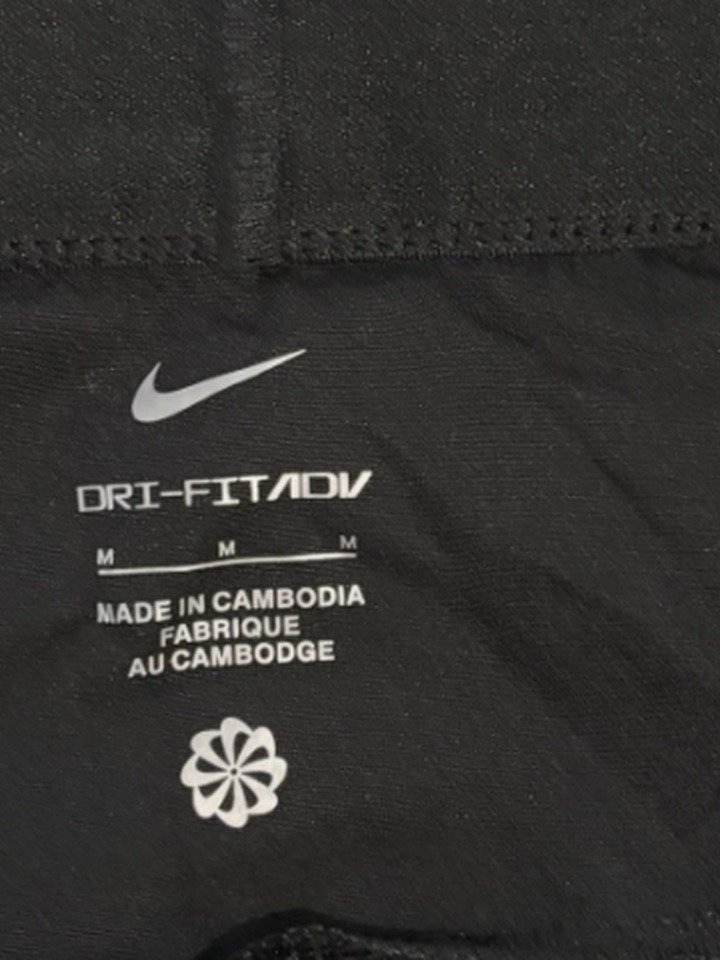 DRI-FIT ADV
M M M
MADE IN CAMBODIA
FABRIQUE
AU CAMBODGE